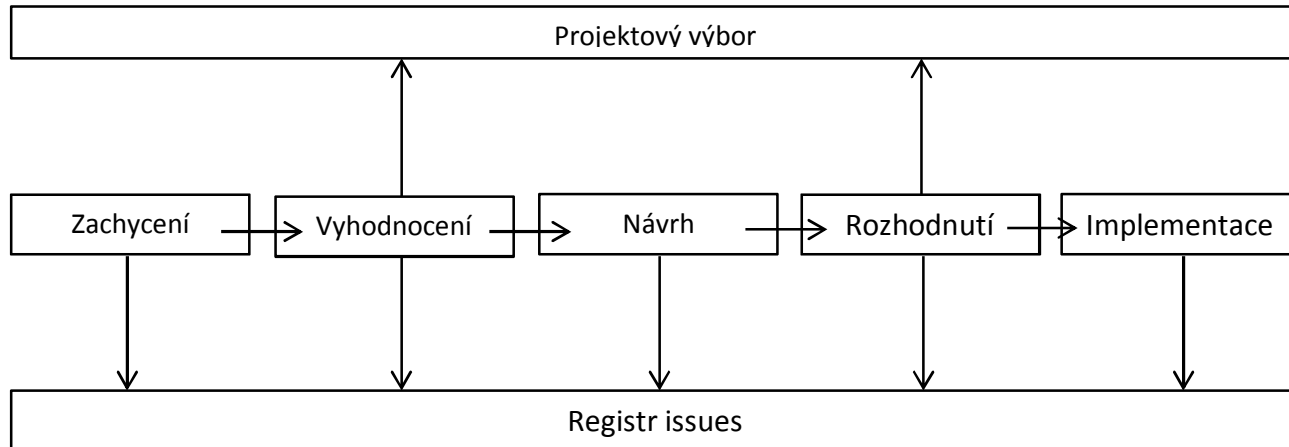 Projektový výbor
Zachycení
Vyhodnocení
Návrh
Rozhodnutí
Implementace
Registr issues